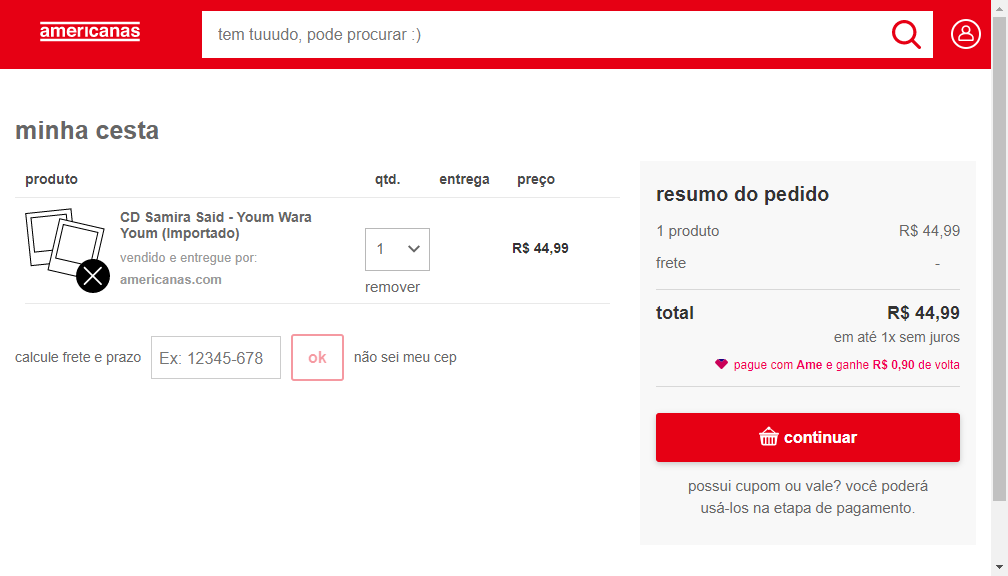 americanas
tem tuuudo, pode procurar :)
minha cesta
produto
qtd.
entrega
preço
CD Samira Said - Youm Wara
Youm (Importado)
vendido e entregue por:
americanas.com
1
remover
R$ 44,99
calcule frete e prazo
Ex: 12345-678
ok
não sei meu cep
resumo do pedido
1 produto R$ 44,99
frete -
total R$ 44,99
em até 1x sem juros
pague com Ame e ganhe R$ 0,90 de volta
continuar
possui cupom ou vale? você poderá
usá-los na etapa de pagamento.